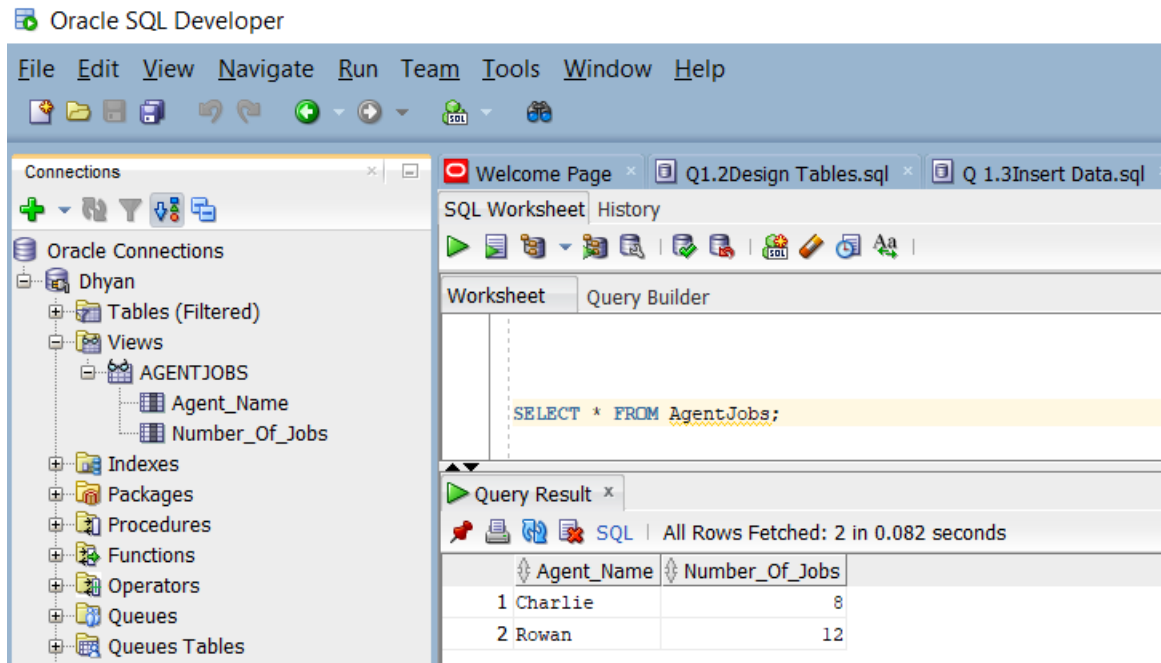 Oracle SQL Developer
File Edit View Navigate Run Team Tools Window Help
SQL
Connections
Oracle Connections
Dhyan
Tables (Filtered)
Views
AGENTJOBS
Agent_Name
Number_Of_Jobs
Indexes
Packages
Procedures
Functions
Operators
Queues
Queues Tables
Welcome Page Q1.2Design Tables.sql Q 1.3Insert Data.sql
SQL Worksheet History
SQL Aa
Worksheet Query Builder
SELECT * FROM AgentJobs;
Query Result
SQL All Rows Fetched: 2 in 0.082 seconds
Agent_Name Number_Of_Jobs
1 Charlie 8
2 Rowan 12